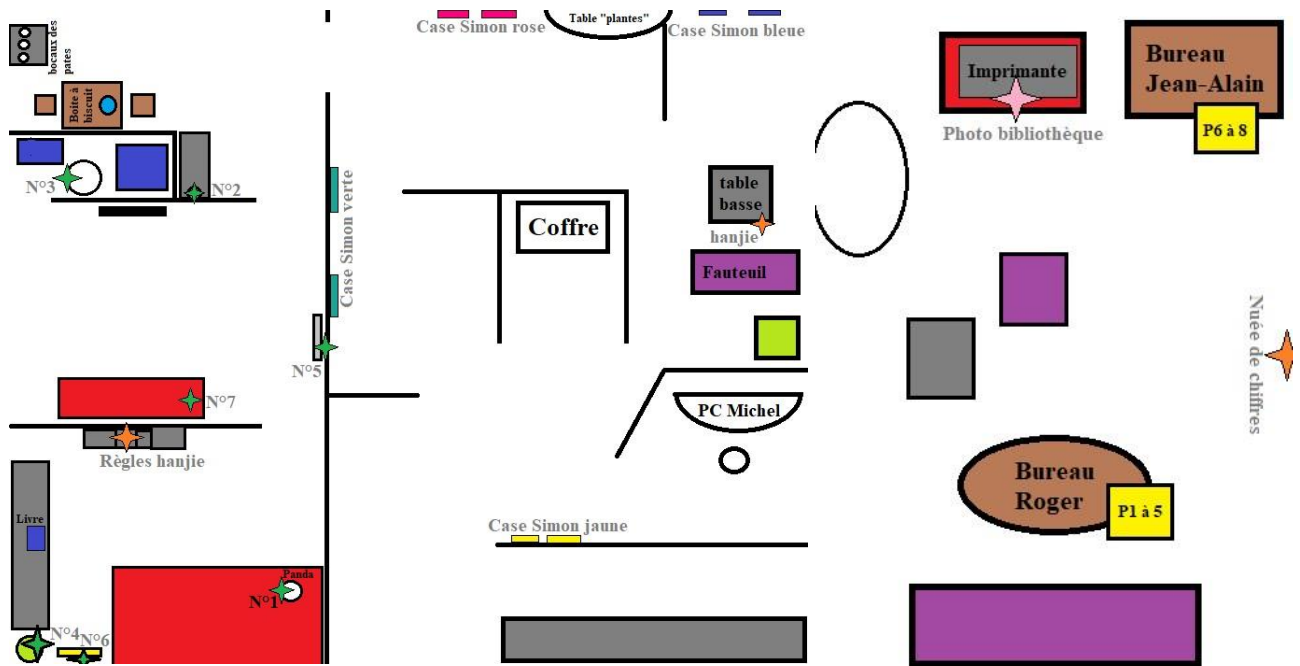 Case Simon rose
Table "plantes"
Case Simon bleue
bocaux des
pates
Boite à
biscuit
N°3
N°2
Case Simon verte
N°5
N°7
Règles hanjie
Livre
Panda
N°1
N°4
N°6
Coffre
table
basse
hanjie
Fauteuil
PC Michel
Case Simon jaune
Imprimante
Photo bibliothèque
Bureau
Jean-Alain
P6 à 8
Nuée de chiffres
Bureau
Roger
P1 à 5